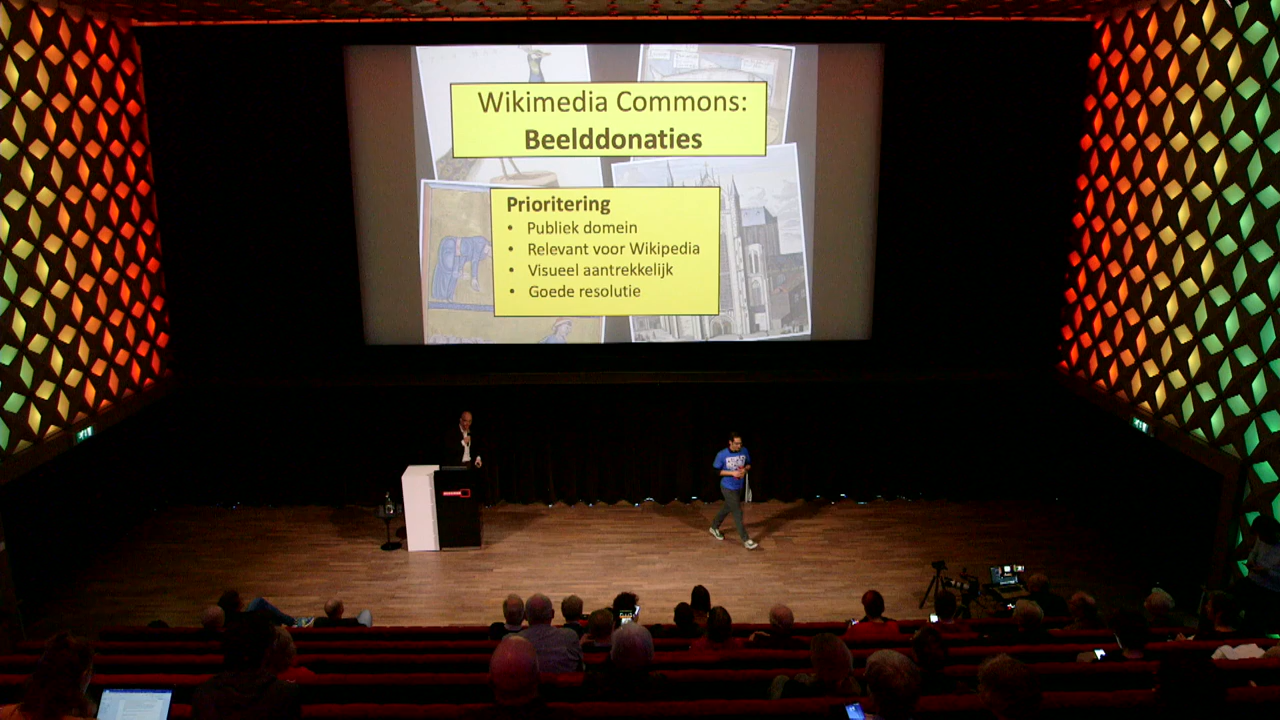 Wikimedia Commons:
Beelddonaties
Prioritering
• Publiek domein
• Relevant voor Wikipedia
• Visueel aantrekkelijk
• Goede resolutie